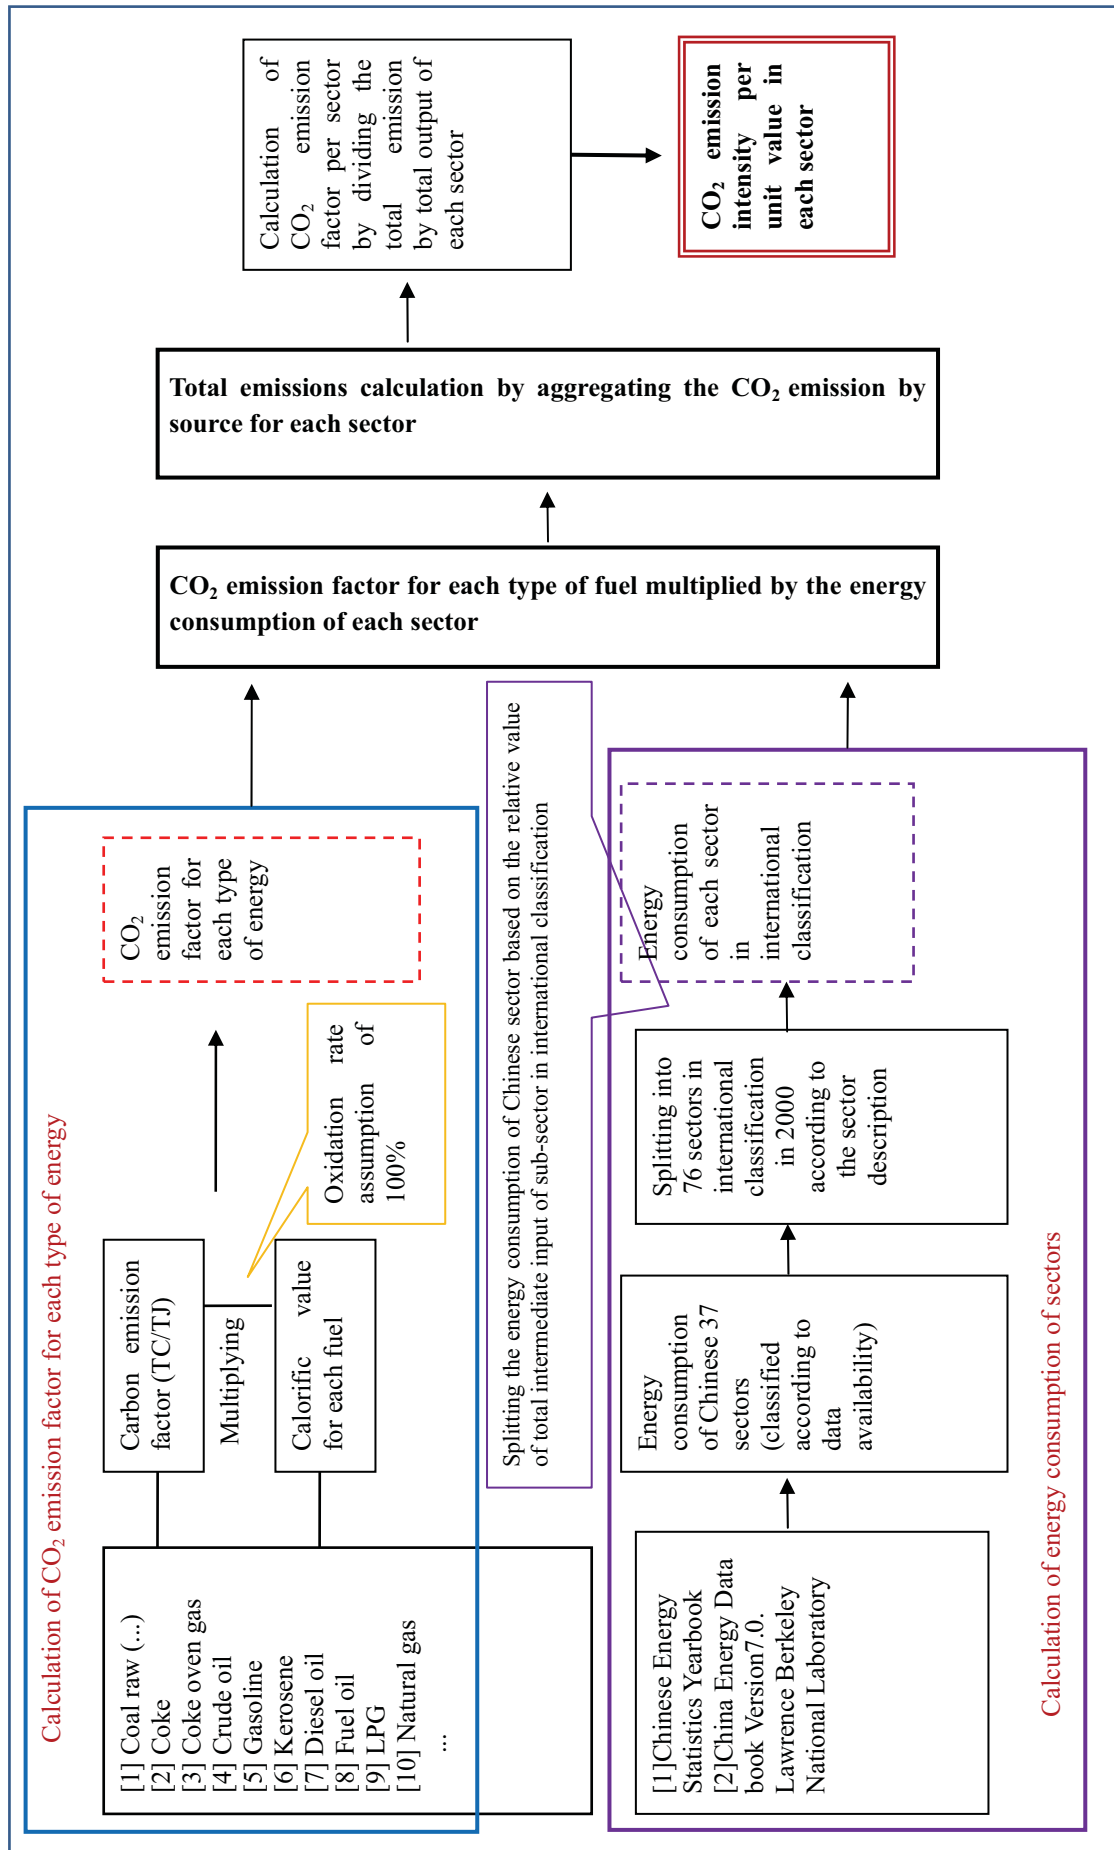 Calculation of CO₂ emission factor for each type of energy
[1] Coal raw (...)
[2] Coke
[3] Coke oven gas
[4] Crude oil
[5] Gasoline
[6] Kerosene
[7] Diesel oil
[8] Fuel oil
[9] LPG
[10] Natural gas
...
Carbon emission
factor (TC/TJ)
Multiplying
Calorific value
for each fuel
Oxidation rate
assumption of
100%
CO₂
emission
factor for
each type
of energy
Splitting the energy consumption of Chinese sector based on the relative value
of total intermediate input of sub-sector in international classification
[1]Chinese Energy
Statistics Yearbook
[2]China Energy Data
book Version7.0.
Lawrence Berkeley
National Laboratory
Energy
consumption
of Chinese 37
sectors
(classified
according to
data
availability)
Splitting into
76 sectors in
international
classification
in 2000
according to
the sector
description
Energy
consumption
of each sector
in
international
classification
Calculation of energy consumption of sectors
CO₂ emission factor for each type of fuel multiplied by the energy
consumption of each sector
Total emissions calculation by aggregating the CO₂ emission by
source for each sector
Calculation of
CO₂ emission
factor per sector
by dividing the
total emission
by total output of
each sector
CO₂ emission
intensity per
unit value in
each sector